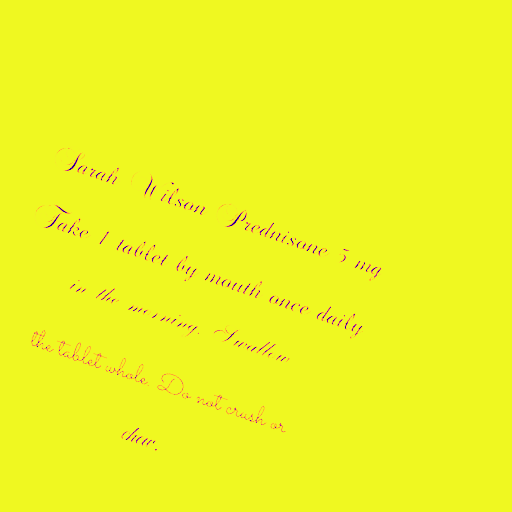 Sarah Wilson Prednisone 5 mg
Take 1 tablet by mouth once daily
in the morning. Swallow
the tablet whole. Do not crush or
chew.